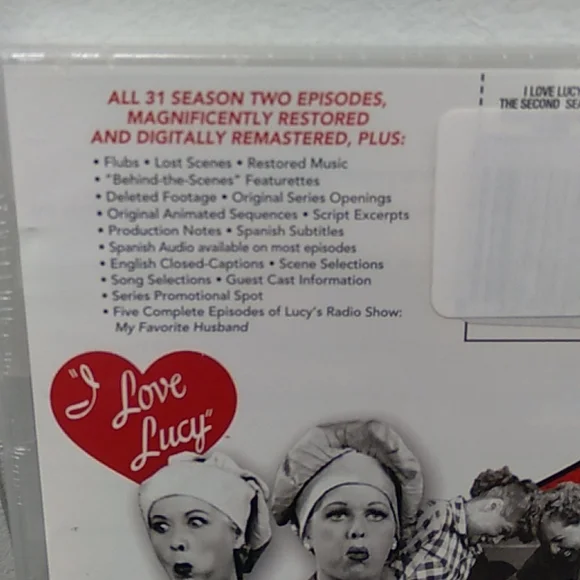 ALL 31 SEASON TWO EPISODES,
MAGNIFICENTLY RESTORED
AND DIGITALLY REMASTERED, PLUS:
• Flubs • Lost Scenes • Restored Music
• "Behind-the-Scenes" Featurettes
• Deleted Footage • Original Series Openings
• Original Animated Sequences • Script Excerpts
• Production Notes • Spanish Subtitles
• Spanish Audio available on most episodes
• English Closed-Captions • Scene Selections
• Song Selections • Guest Cast Information
• Series Promotional Spot
• Five Complete Episodes of Lucy's Radio Show:
My Favorite Husband
I LOVE LUCY
THE SECOND
"I
Love
Lucy"